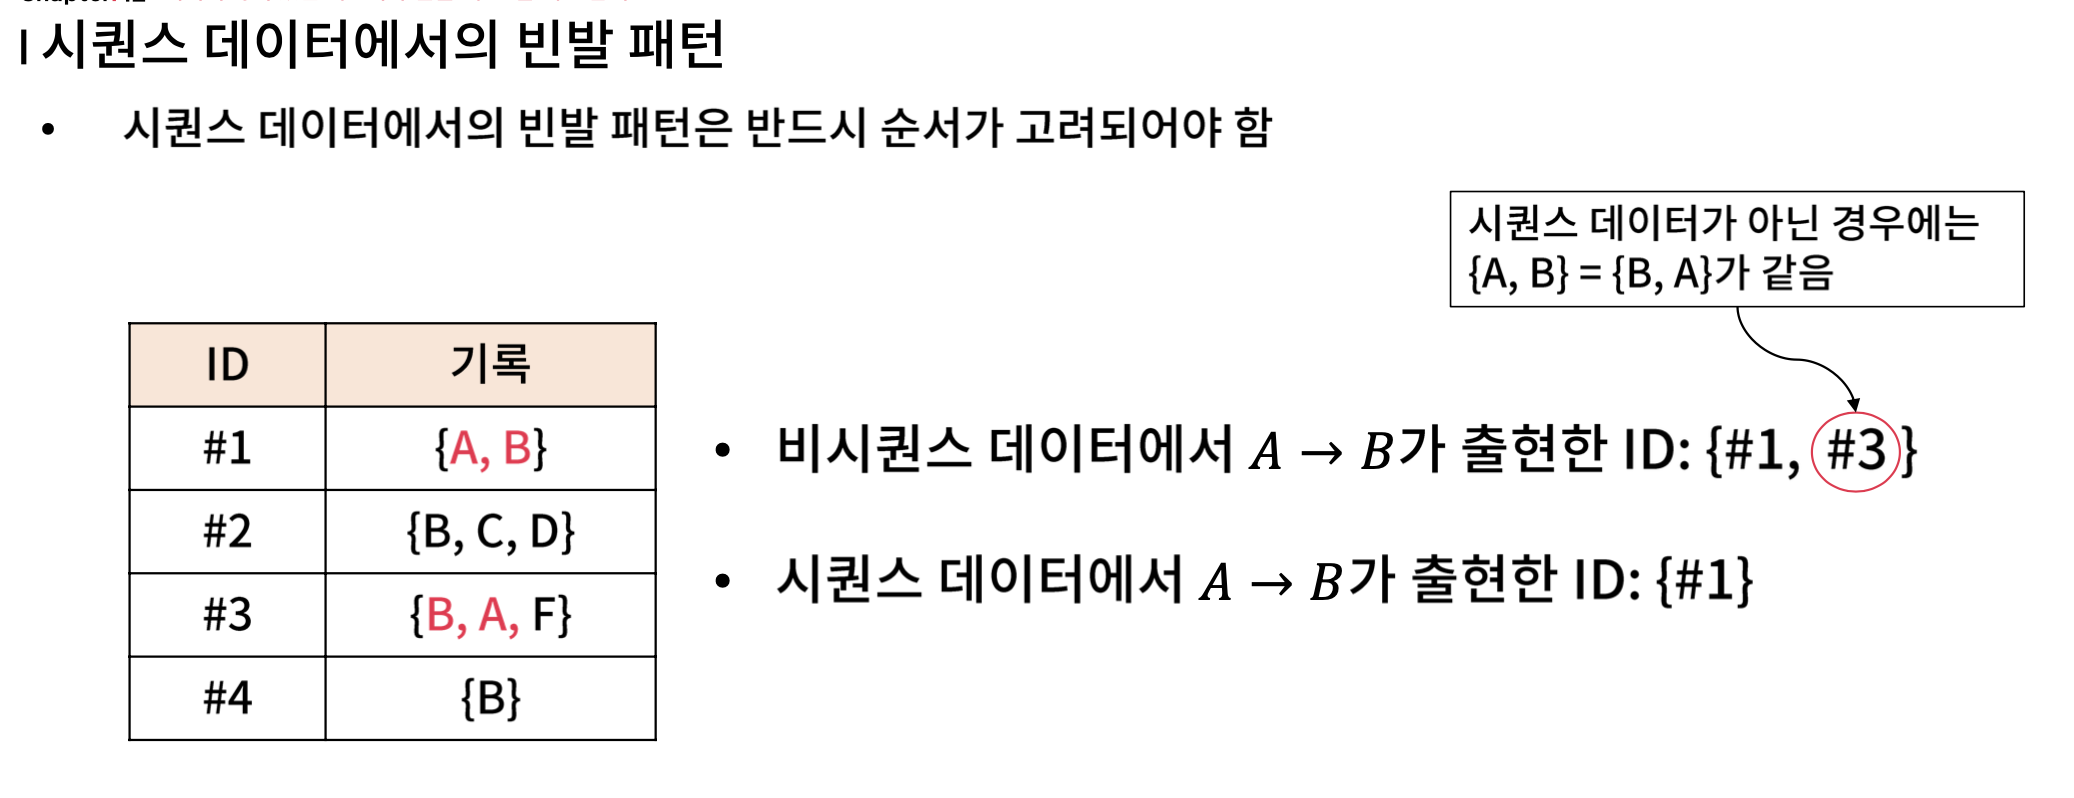 I 시퀀스 데이터에서의 빈발 패턴
• 시퀀스 데이터에서의 빈발 패턴은 반드시 순서가 고려되어야 함
시퀀스 데이터가 아닌 경우에는
{A, B} = {B, A}가 같음
ID 기록
#1 {A, B}
#2 {B, C, D}
#3 {B, A, F}
#4 {B}
• 비시퀀스 데이터에서 A → B가 출현한 ID: {#1, #3}
• 시퀀스 데이터에서 A → B가 출현한 ID: {#1}